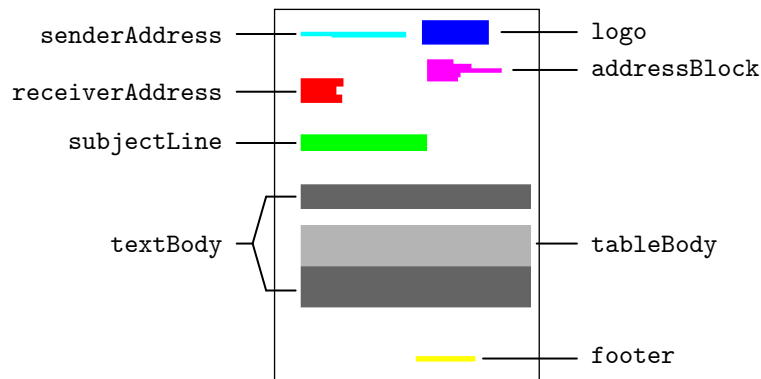 senderAddress
logo
addressBlock
receiverAddress
subjectLine
textBody
tableBody
footer